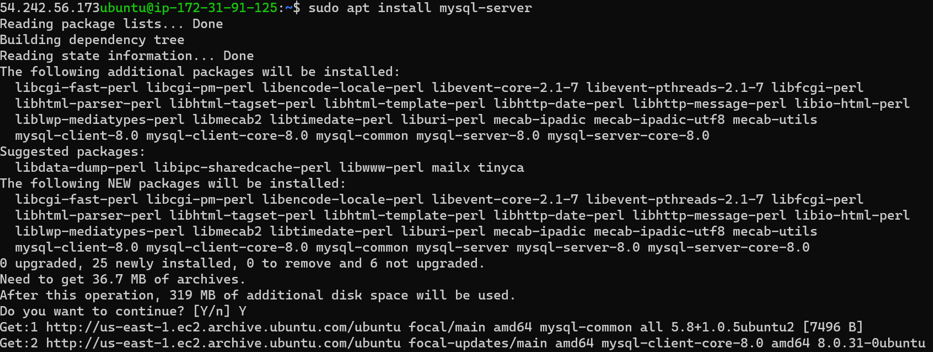 54.242.56.173ubuntu@ip-172-31-91-125:~$ sudo apt install mysql-server
Reading package lists... Done
Building dependency tree
Reading state information... Done
The following additional packages will be installed:
  libcgi-fast-perl libcgi-pm-perl libencode-locale-perl libevent-core-2.1-7 libevent-pthreads-2.1-7 libfcgi-perl
  libhtml-parser-perl libhtml-tagset-perl libhtml-template-perl libhttp-date-perl libhttp-message-perl libio-html-perl
  liblwp-mediatypes-perl libmecab2 libtimedate-perl liburi-perl mecab-ipadic mecab-ipadic-utf8 mecab-utils
  mysql-client-8.0 mysql-client-core-8.0 mysql-common mysql-server-8.0 mysql-server-core-8.0
Suggested packages:
  libdata-dump-perl libipc-sharedcache-perl libwww-perl mailx tinyca
The following NEW packages will be installed:
  libcgi-fast-perl libcgi-pm-perl libencode-locale-perl libevent-core-2.1-7 libevent-pthreads-2.1-7 libfcgi-perl
  libhtml-parser-perl libhtml-tagset-perl libhtml-template-perl libhttp-date-perl libhttp-message-perl libio-html-perl
  liblwp-mediatypes-perl libmecab2 libtimedate-perl liburi-perl mecab-ipadic mecab-ipadic-utf8 mecab-utils
  mysql-client-8.0 mysql-client-core-8.0 mysql-common mysql-server mysql-server-8.0 mysql-server-core-8.0
0 upgraded, 25 newly installed, 0 to remove and 6 not upgraded.
Need to get 36.7 MB of archives.
After this operation, 319 MB of additional disk space will be used.
Do you want to continue? [Y/n] Y
Get:1 http://us-east-1.ec2.archive.ubuntu.com/ubuntu focal/main amd64 mysql-common all 5.8+1.0.5ubuntu2 [7496 B]
Get:2 http://us-east-1.ec2.archive.ubuntu.com/ubuntu focal-updates/main amd64 mysql-client-core-8.0 amd64 8.0.31-0ubuntu